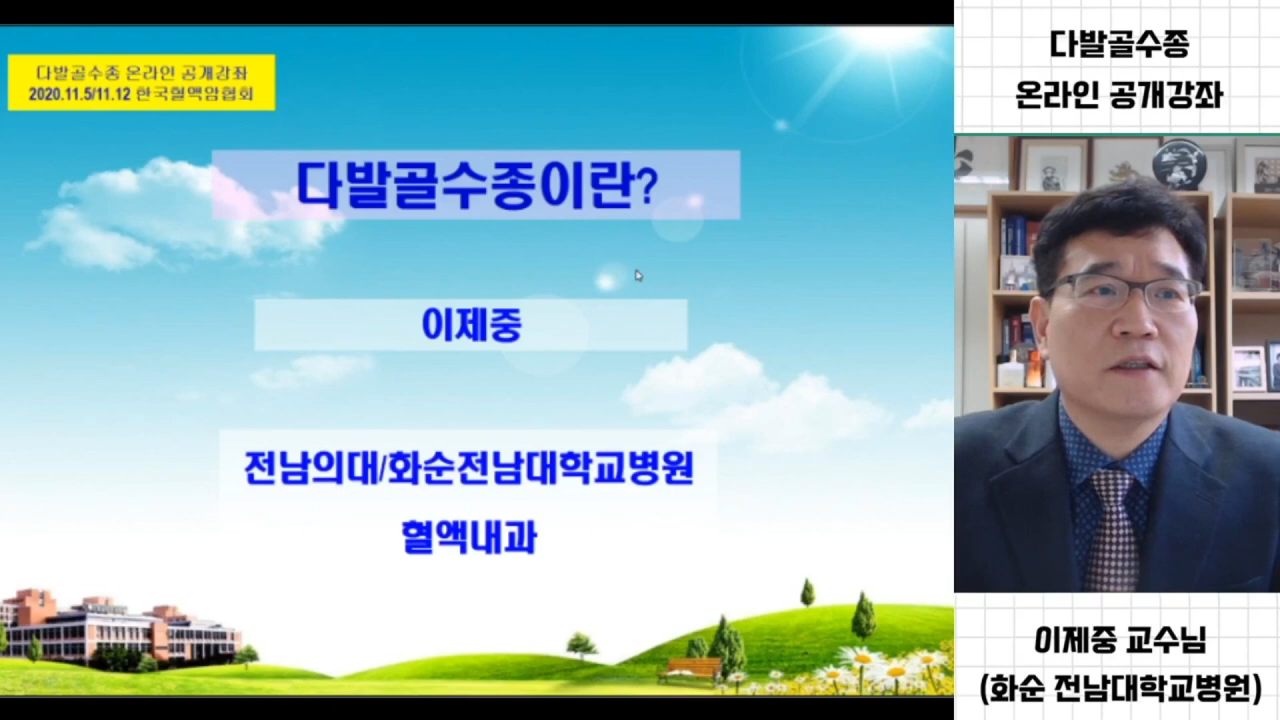 다발골수종 온라인 공개강좌
2020.11.5/11.12 한국혈액암협회
다발골수종이란?
이제중
전남의대/화순전남대학교병원
혈액내과
다발골수종
온라인 공개강좌
이제중 교수님
(화순 전남대학교병원)